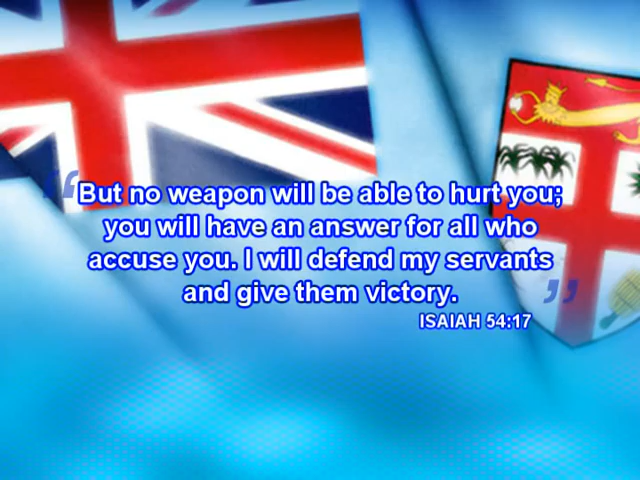 “But no weapon will be able to hurt you;
you will have an answer for all who
accuse you. I will defend my servants
and give them victory.”
ISAIAH 54:17